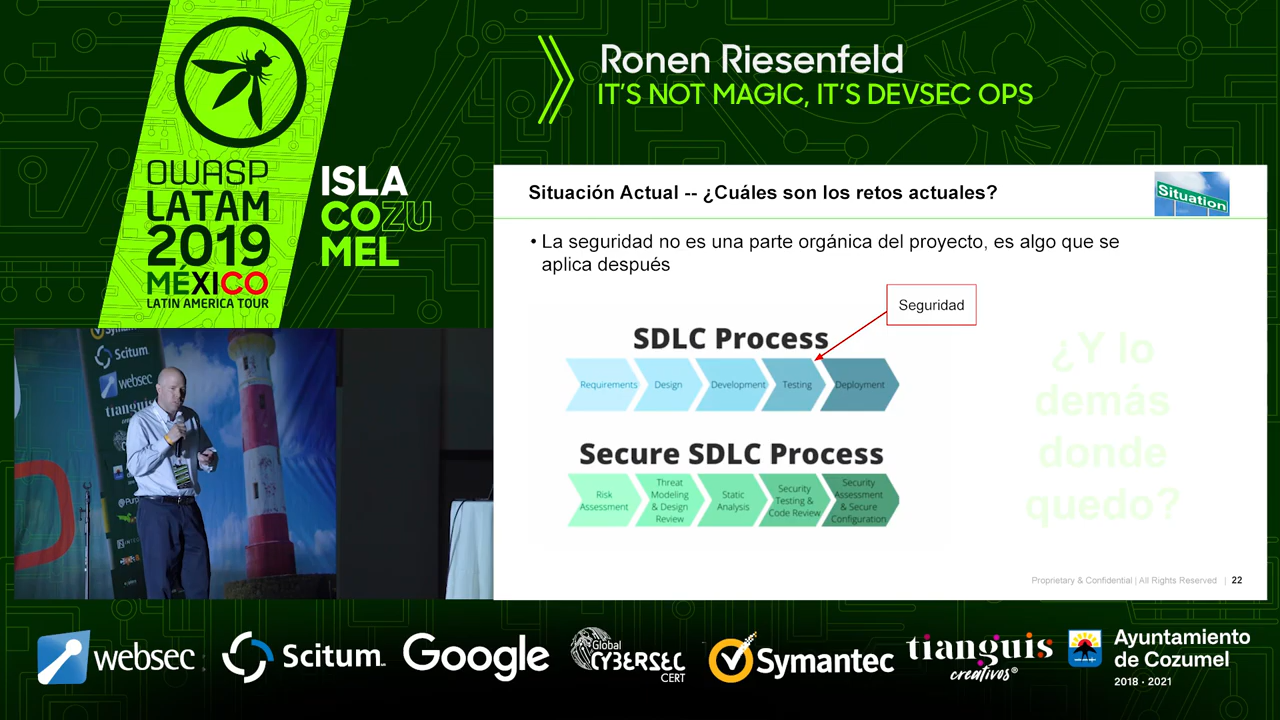 Ronen Riesenfeld
IT'S NOT MAGIC, IT'S DEVSEC OPS
OWASP
LATAM
2019
MÉXICO
LATIN AMERICA TOUR
ISLA
COZU
MEL
Situación Actual -- ¿Cuáles son los retos actuales?
Situation
• La seguridad no es una parte orgánica del proyecto, es algo que se
aplica después
Seguridad
SDLC Process
Requirements
Design
Development
Testing
Deployment
Secure SDLC Process
Risk
Assessment
Threat
Modeling
& Design
Review
Static
Analysis
Security
Testing &
Code Review
Security
Assessment
& Secure
Configuration
¿Y lo
demás
donde
quedo?
Proprietary & Confidential | All Rights Reserved | 22
Symantec
Scitum
websec
tianguis
websec
Scitum
Google
Global
CYBERSEC
CERT
Symantec
tianguis
creativos®
Ayuntamiento
de Cozumel
2018 · 2021